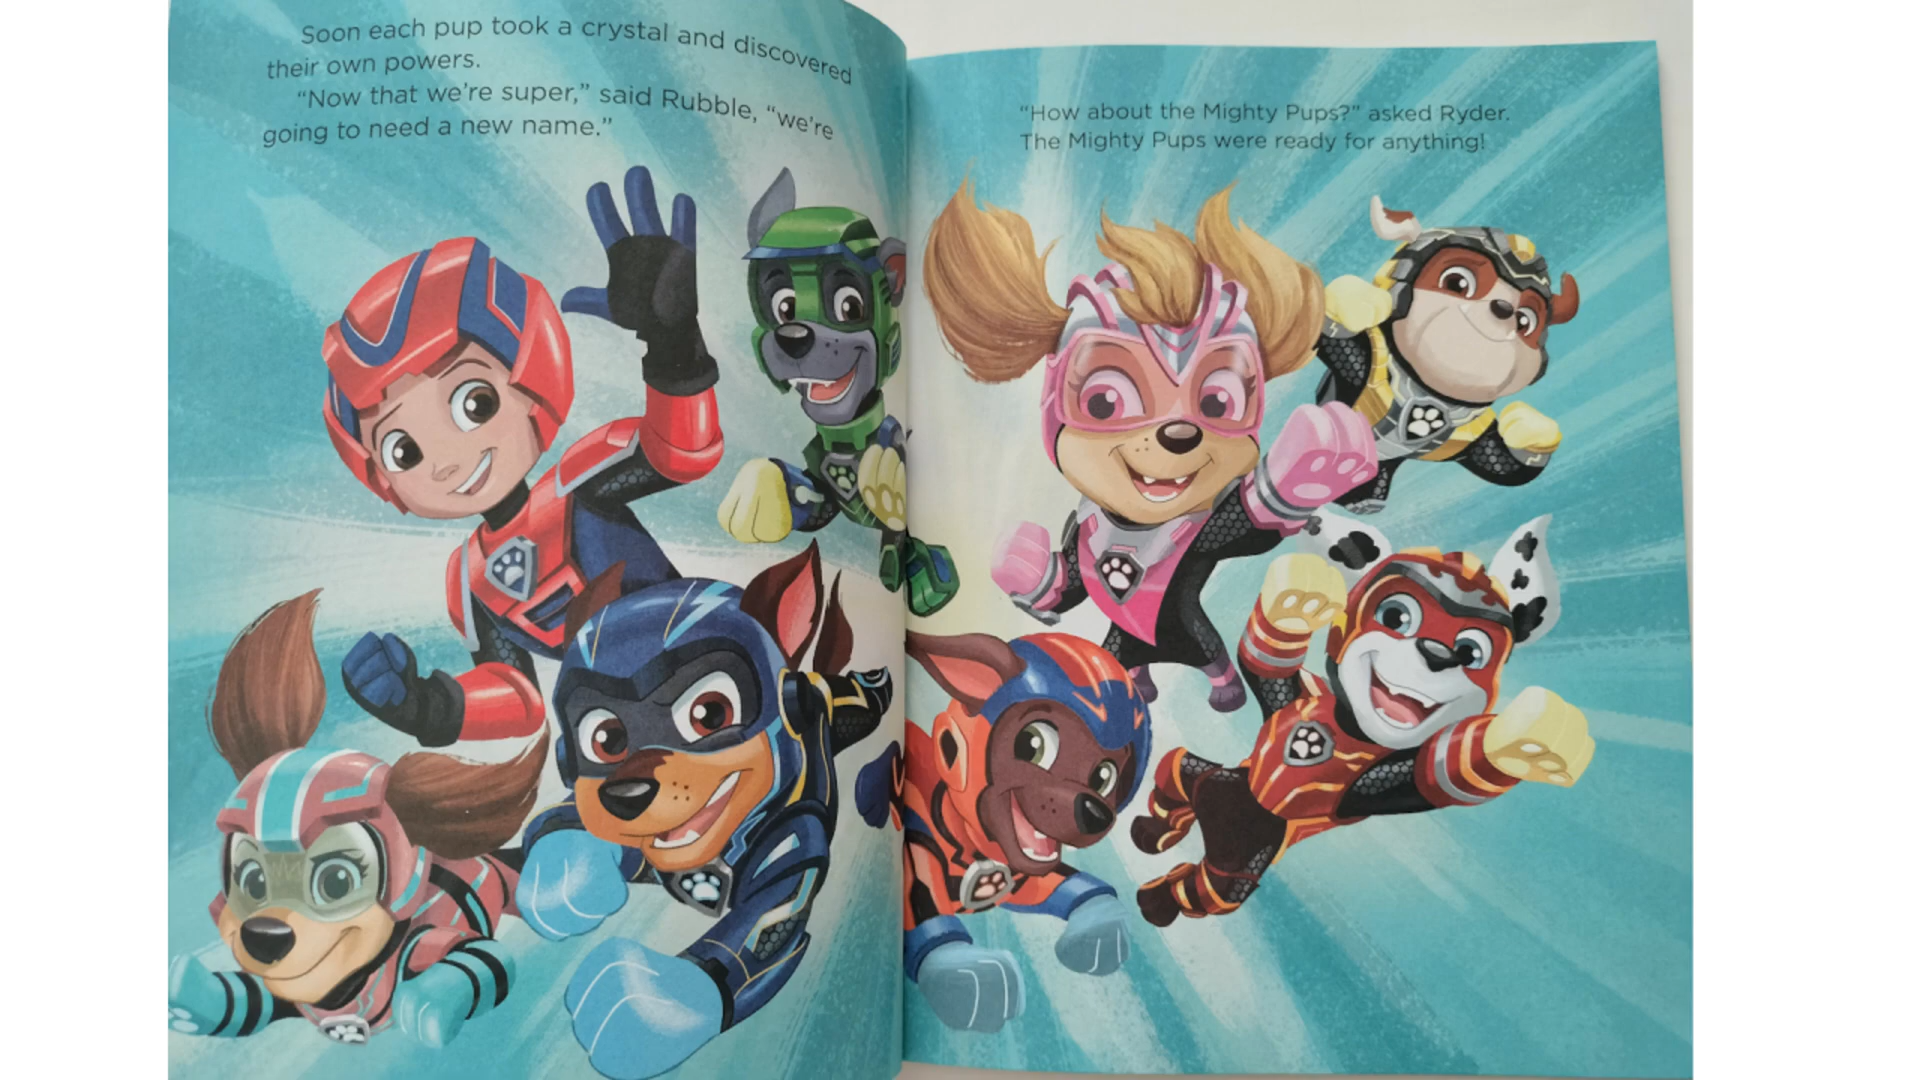 Soon each pup took a crystal and discovered
their own powers.
“Now that we’re super,” said Rubble, “we’re
going to need a new name.”
“How about the Mighty Pups?” asked Ryder.
The Mighty Pups were ready for anything!